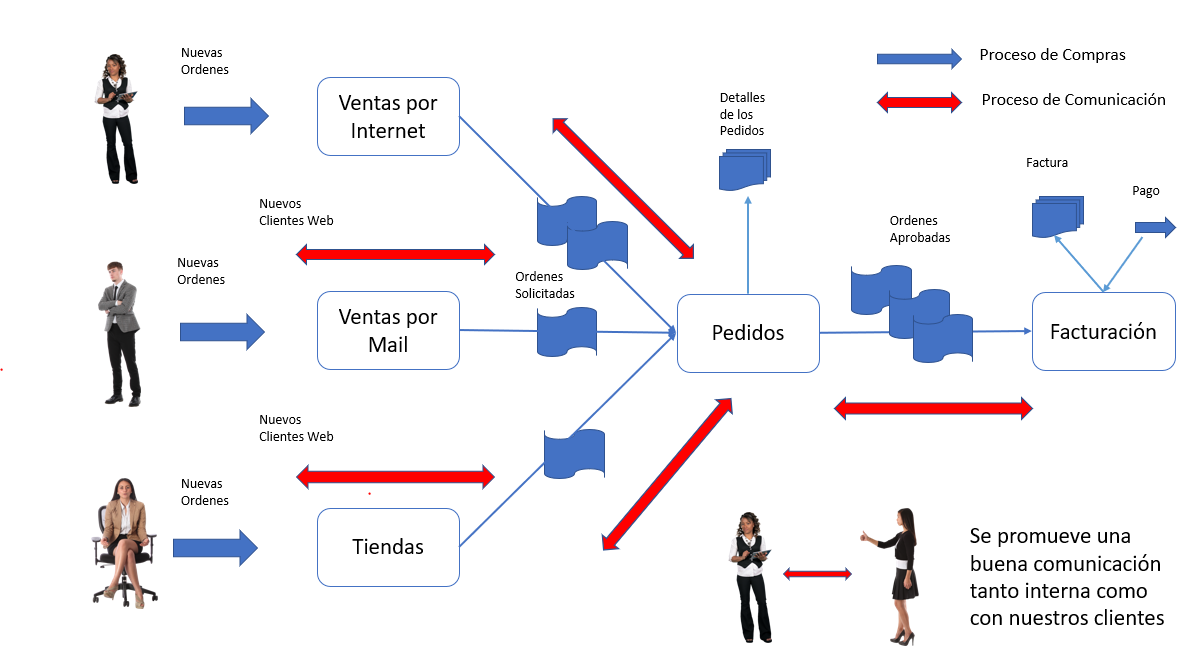 Nuevas
Ordenes
Ventas por
Internet
Detalles
de los
Pedidos
Proceso de Compras
Proceso de Comunicación
Factura
Pago
Nuevos
Clientes Web
Nuevas
Ordenes
Ventas por
Mail
Ordenes
Solicitadas
Pedidos
Ordenes
Aprobadas
Facturación
Nuevos
Clientes Web
Nuevas
Ordenes
Tiendas
Se promueve una
buena comunicación
tanto interna como
con nuestros clientes